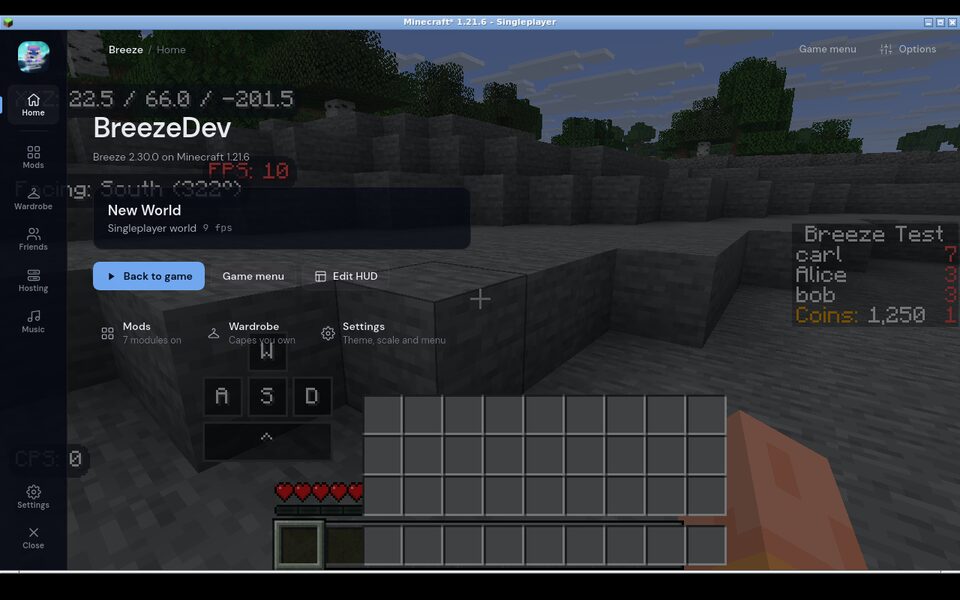 Minecraft* 1.21.6 - Singleplayer
Breeze / Home
Game menu
Options
22.5 / 66.0 / -201.5
Home
BreezeDev
Breeze 2.30.0 on Minecraft 1.21.6
FPS: 10
Mods
Facing: South (322°)
Wardrobe
New World
Singleplayer world 9 fps
Friends
Breeze Test
carl 7
Alice 3
bob 3
Coins: 1,250 1
Back to game
Game menu
Edit HUD
Hosting
Music
Mods
7 modules on
Wardrobe
Capes you own
Settings
Theme, scale and menu
W
A S D
^
CPS: 0
Settings
Close